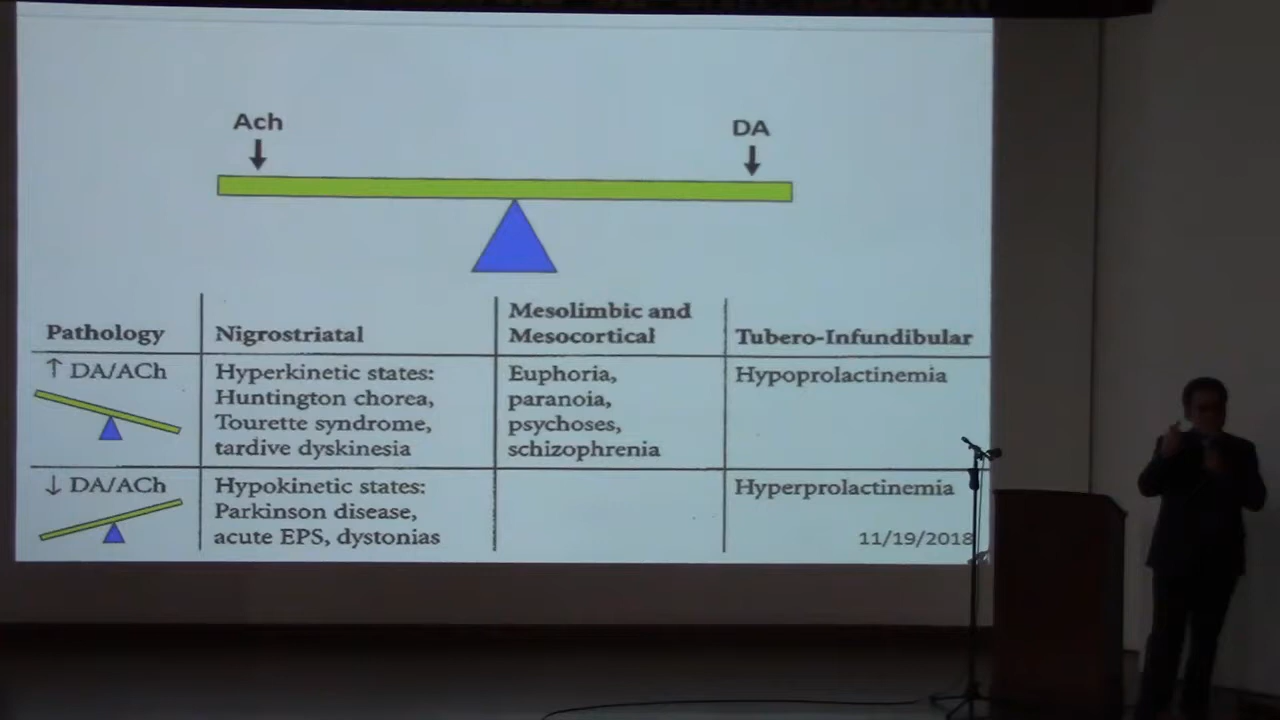 Ach
DA
Pathology
Nigrostriatal
Mesolimbic and
Mesocortical
Tubero-Infundibular
↑ DA/ACh
Hyperkinetic states:
Huntington chorea,
Tourette syndrome,
tardive dyskinesia
Euphoria,
paranoia,
psychoses,
schizophrenia
Hypoprolactinemia
↓ DA/ACh
Hypokinetic states:
Parkinson disease,
acute EPS, dystonias
Hyperprolactinemia
11/19/2018